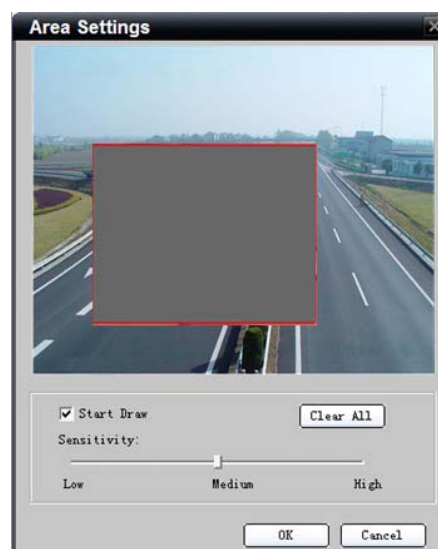 Area Settings
Start Draw
Clear All
Sensitivity:
Low Medium High
OK Cancel